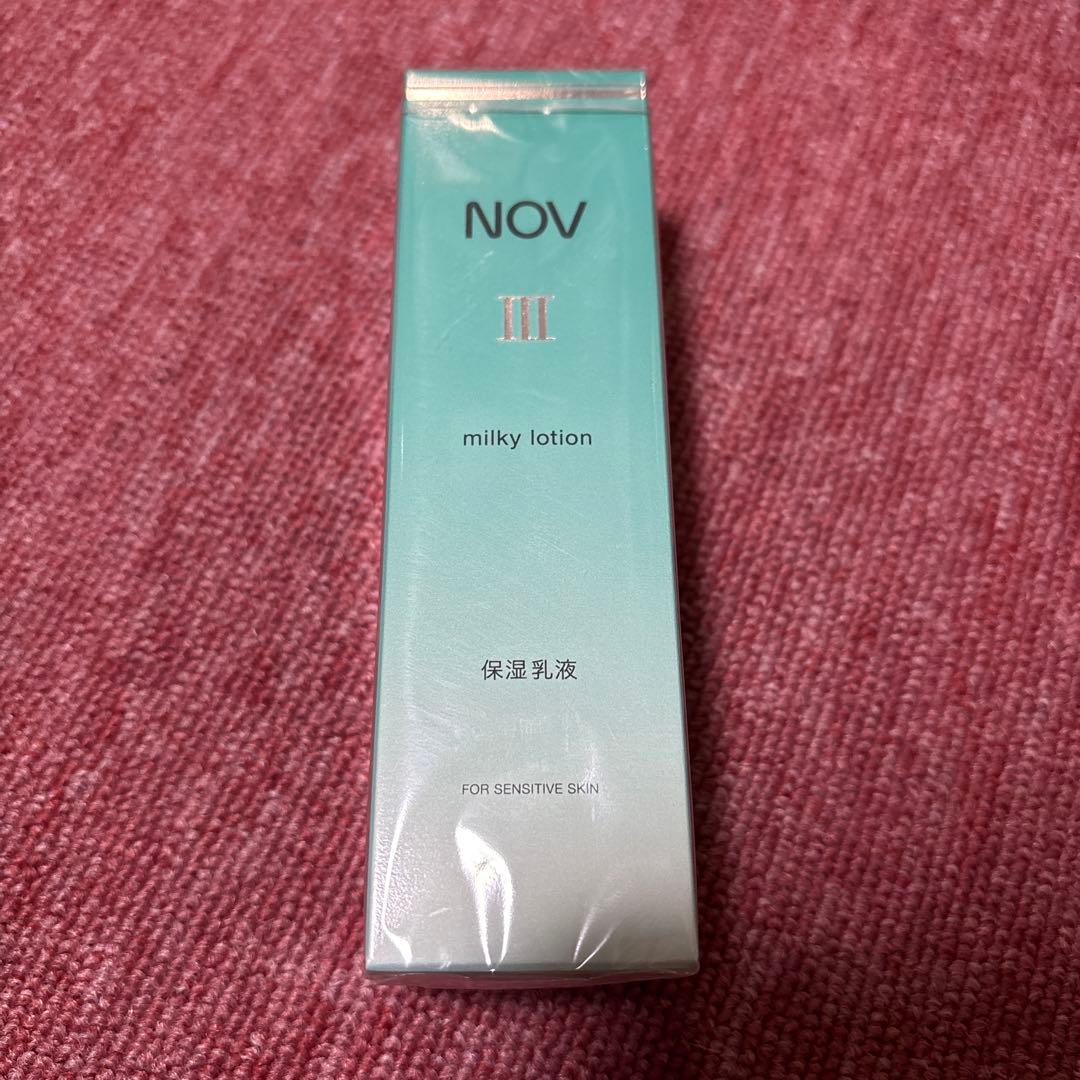 NOV
III
milky lotion
保湿乳液
FOR SENSITIVE SKIN